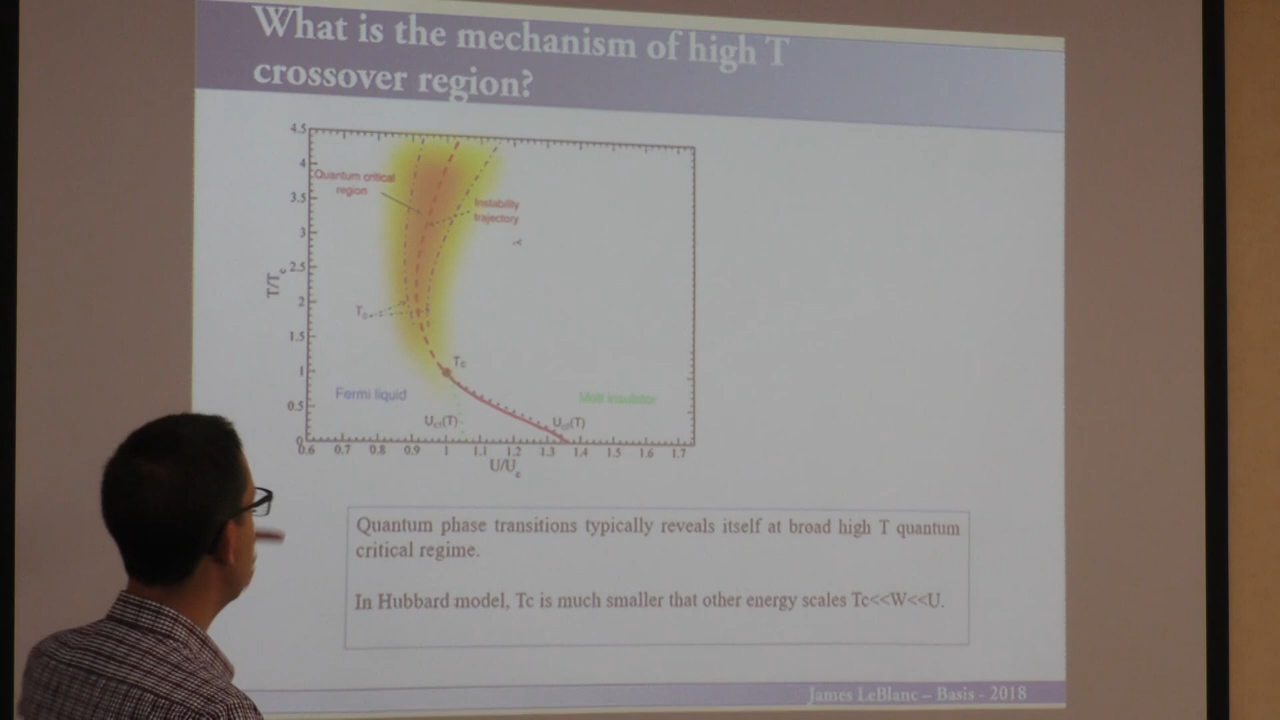 What is the mechanism of high T
crossover region?
4.5
4
3.5
3
2.5
2
1.5
1
0.5
0
T/Tc
Quantum critical
region
Instability
trajectory
T0
Tc
Fermi liquid
Mott insulator
Uc1(T)
Uc2(T)
0.6 0.7 0.8 0.9 1 1.1 1.2 1.3 1.4 1.5 1.6 1.7
U/Uc
Quantum phase transitions typically reveals itself at broad high T quantum
critical regime.
In Hubbard model, Tc is much smaller that other energy scales Tc<<W<<U.
James LeBlanc – Basis - 2018